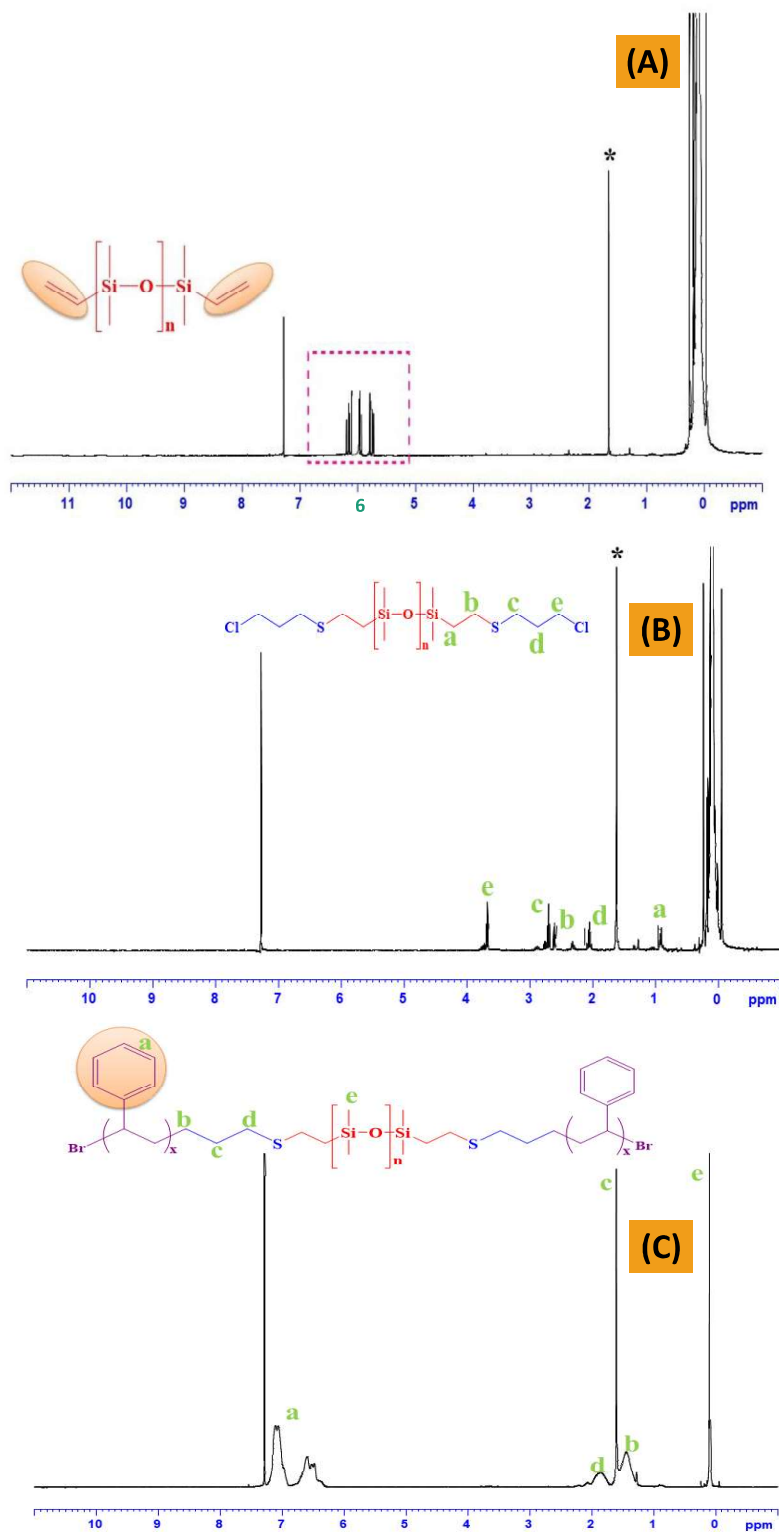 (A)
*
Si O Si
n
11 10 9 8 7 6 5 4 3 2 1 0 ppm
*
b c e
Cl S Si O Si S Cl
n a d
(B)
e c b d a
10 9 8 7 6 5 4 3 2 1 0 ppm
a
e
b d
Br x S Si O Si S x Br
c n
c e
(C)
a
d b
10 9 8 7 6 5 4 3 2 1 0 ppm